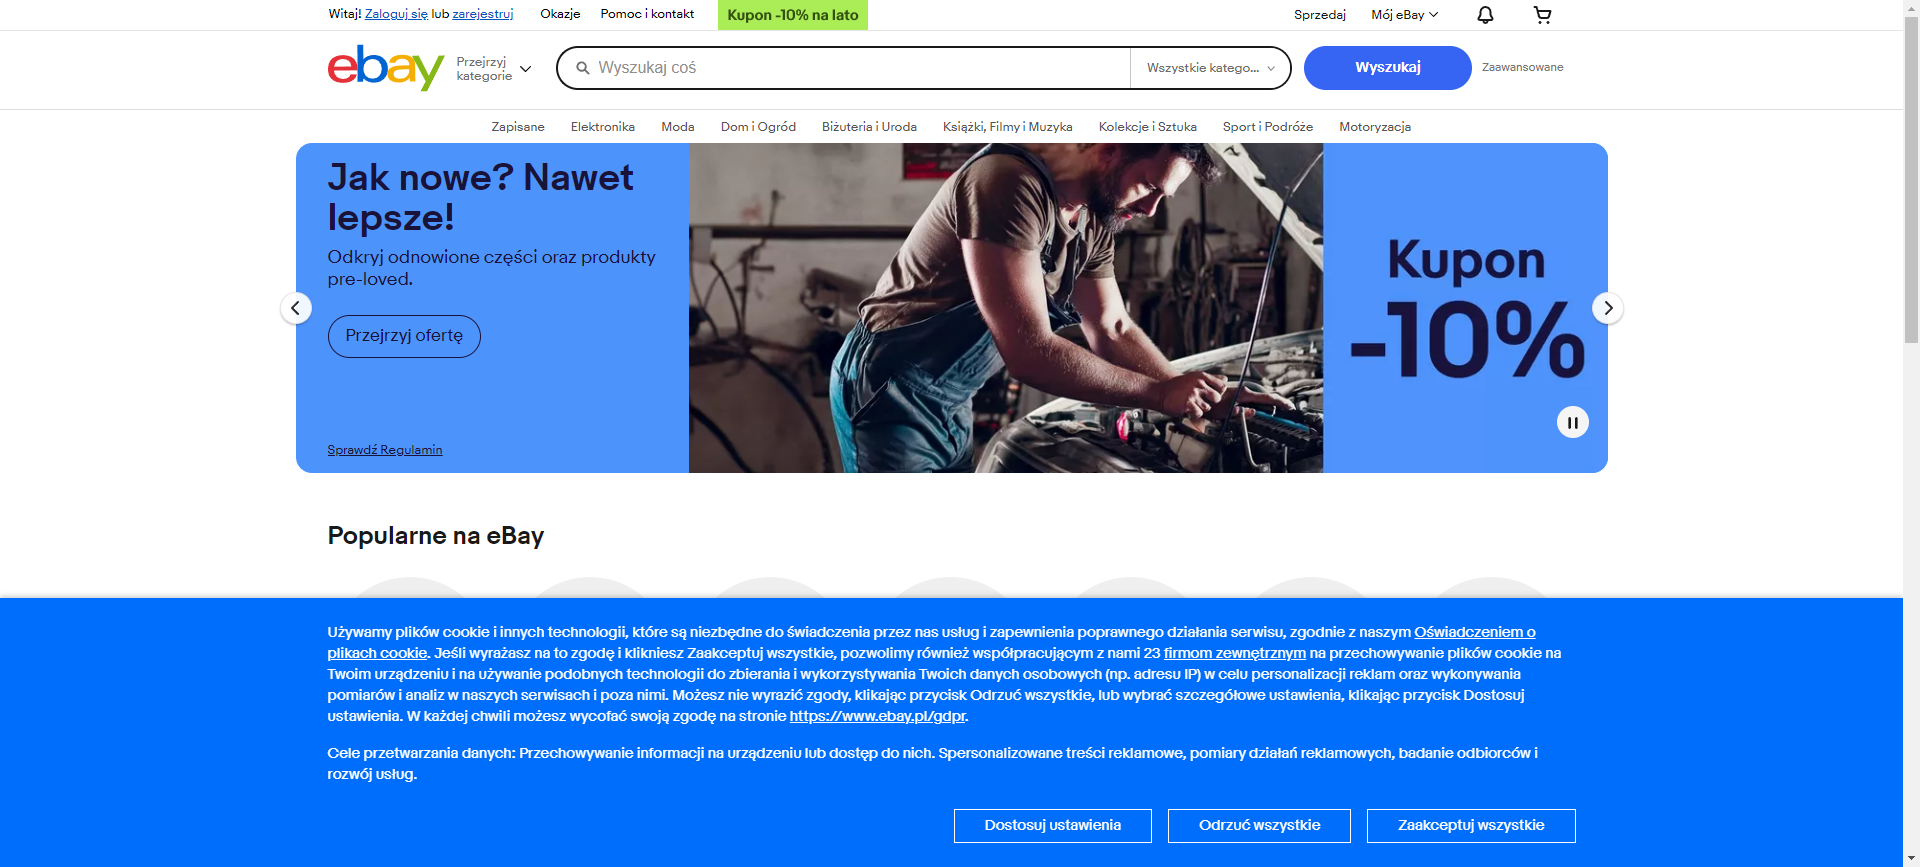 Witaj! Zaloguj się lub zarejestruj
Okazje
Pomoc i kontakt
Kupon -10% na lato
Sprzedaj
Mój eBay
ebay
Przejrzyj
kategorie
Wyszukaj coś
Wszystkie katego...
Wyszukaj
Zaawansowane
Zapisane
Elektronika
Moda
Dom i Ogród
Biżuteria i Uroda
Książki, Filmy i Muzyka
Kolekcje i Sztuka
Sport i Podróże
Motoryzacja
Jak nowe? Nawet
lepsze!
Odkryj odnowione części oraz produkty
pre-loved.
Przejrzyj ofertę
Sprawdź Regulamin
Kupon
-10%
Popularne na eBay
Używamy plików cookie i innych technologii, które są niezbędne do świadczenia przez nas usług i zapewnienia poprawnego działania serwisu, zgodnie z naszym Oświadczeniem o
plikach cookie. Jeśli wyrażasz na to zgodę i klikniesz Zaakceptuj wszystkie, pozwolimy również współpracującym z nami 23 firmom zewnętrznym na przechowywanie plików cookie na
Twoim urządzeniu i na używanie podobnych technologii do zbierania i wykorzystywania Twoich danych osobowych (np. adresu IP) w celu personalizacji reklam oraz wykonywania
pomiarów i analiz w naszych serwisach i poza nimi. Możesz nie wyrazić zgody, klikając przycisk Odrzuć wszystkie, lub wybrać szczegółowe ustawienia, klikając przycisk Dostosuj
ustawienia. W każdej chwili możesz wycofać swoją zgodę na stronie https://www.ebay.pl/gdpr.
Cele przetwarzania danych: Przechowywanie informacji na urządzeniu lub dostęp do nich. Spersonalizowane treści reklamowe, pomiary działań reklamowych, badanie odbiorców i
rozwój usług.
Dostosuj ustawienia
Odrzuć wszystkie
Zaakceptuj wszystkie